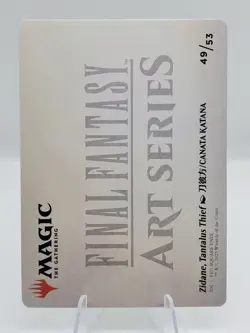 MAGIC
THE GATHERING
FINAL FANTASY
ART SERIES
49/53
Zidane, Tantalus Thief 刀彼方/CANATA KATANA